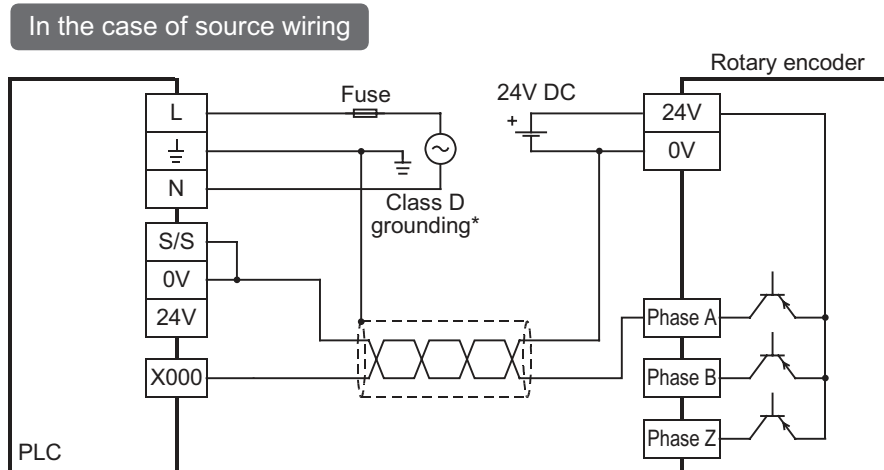 In the case of source wiring
Rotary encoder
Fuse
24V DC
L
+
24V
0V
N
Class D
grounding*
S/S
0V
24V
Phase A
X000
Phase B
Phase Z
PLC